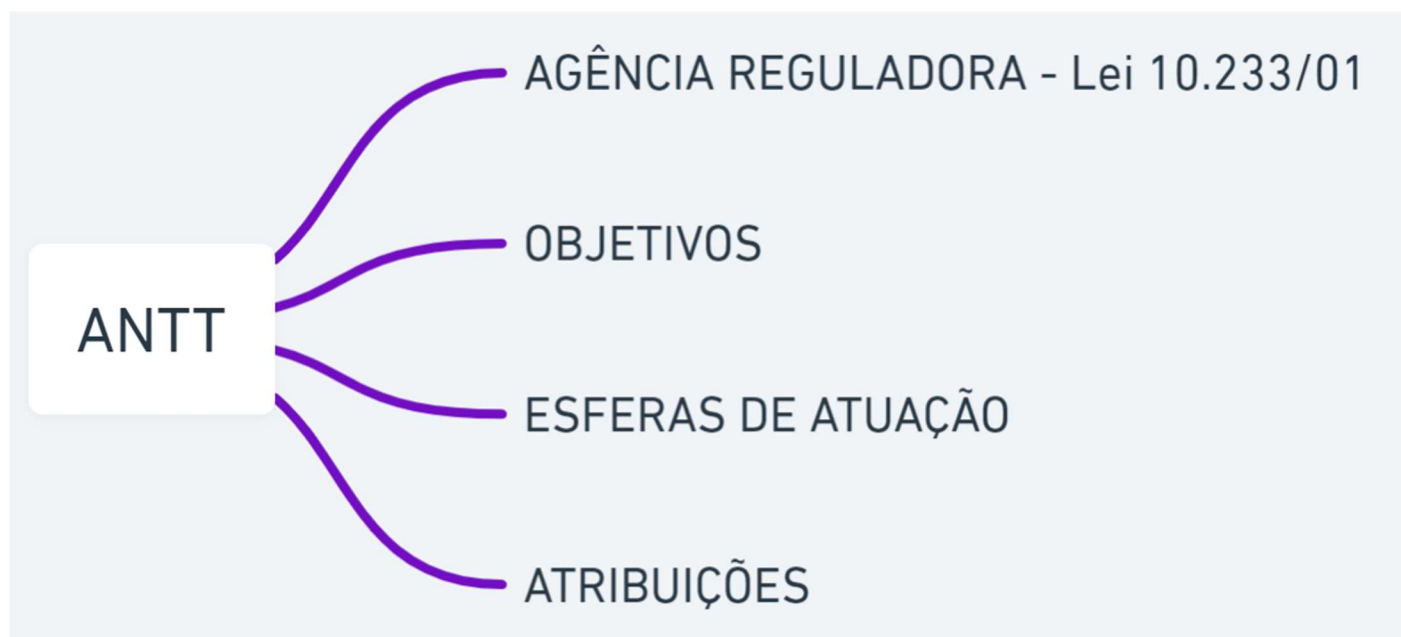 AGÊNCIA REGULADORA - Lei 10.233/01
OBJETIVOS
ANTT
ESFERAS DE ATUAÇÃO
ATRIBUIÇÕES